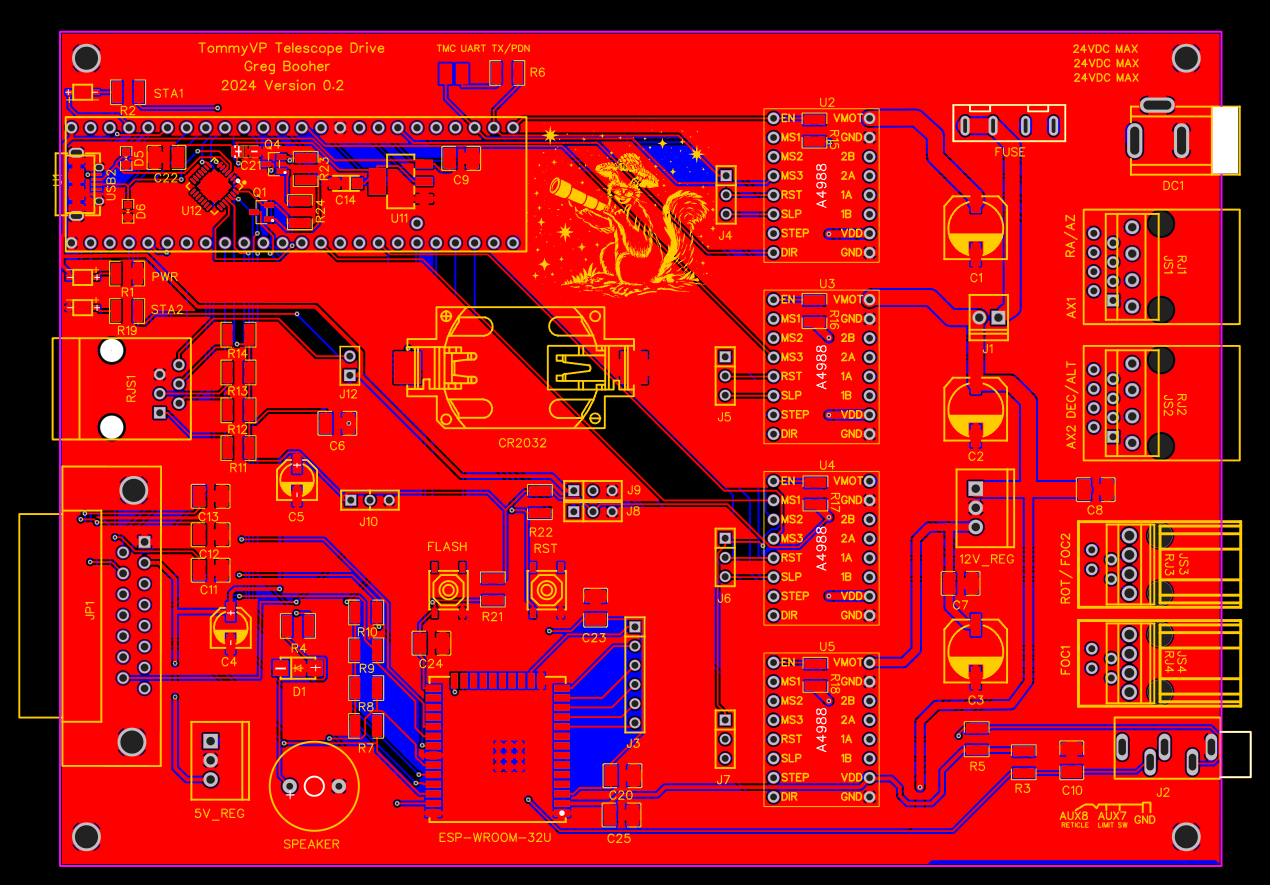 TommyVP Telescope Drive
Greg Booher
2024 Version 0.2
TMC UART TX/PDN
R6
24VDC MAX
24VDC MAX
24VDC MAX
STA1
R2
U2
FUSE
DC1
EN
VMOT
MS1
GND
MS2
2B
MS3
2A
RST
1A
SLP
1B
STEP
VDD
DIR
GND
R15
A4988
J4
C1
U1
USB2
D5
D6
C22
U12
C21
Q4
Q1
R23
R24
C14
U11
C9
PWR
R1
STA2
R19
RA/AZ
AX1
RJ1
JS1
U3
EN
VMOT
MS1
GND
MS2
2B
MS3
2A
RST
1A
SLP
1B
STEP
VDD
DIR
GND
R16
A4988
J5
J1
C2
RJS1
R14
R13
R12
R11
J12
C6
CR2032
AX2 DEC/ALT
RJ2
JS2
C5
J10
C13
C12
C11
R22
J9
J8
U4
EN
VMOT
MS1
GND
MS2
2B
MS3
2A
RST
1A
SLP
1B
STEP
VDD
DIR
GND
R17
A4988
J6
12V_REG
C8
C7
C3
ROT/FOC2
JS3
RJ3
FOC1
JS4
RJ4
JP1
FLASH
RST
R21
C23
C24
C4
R4
D1
R10
R9
R8
R7
J3
U5
EN
VMOT
MS1
GND
MS2
2B
MS3
2A
RST
1A
SLP
1B
STEP
VDD
DIR
GND
R18
A4988
J7
5V_REG
SPEAKER
ESP-WROOM-32U
C20
C25
R5
R3
C10
J2
AUX8 AUX7 GND
RETICLE LIMIT SW